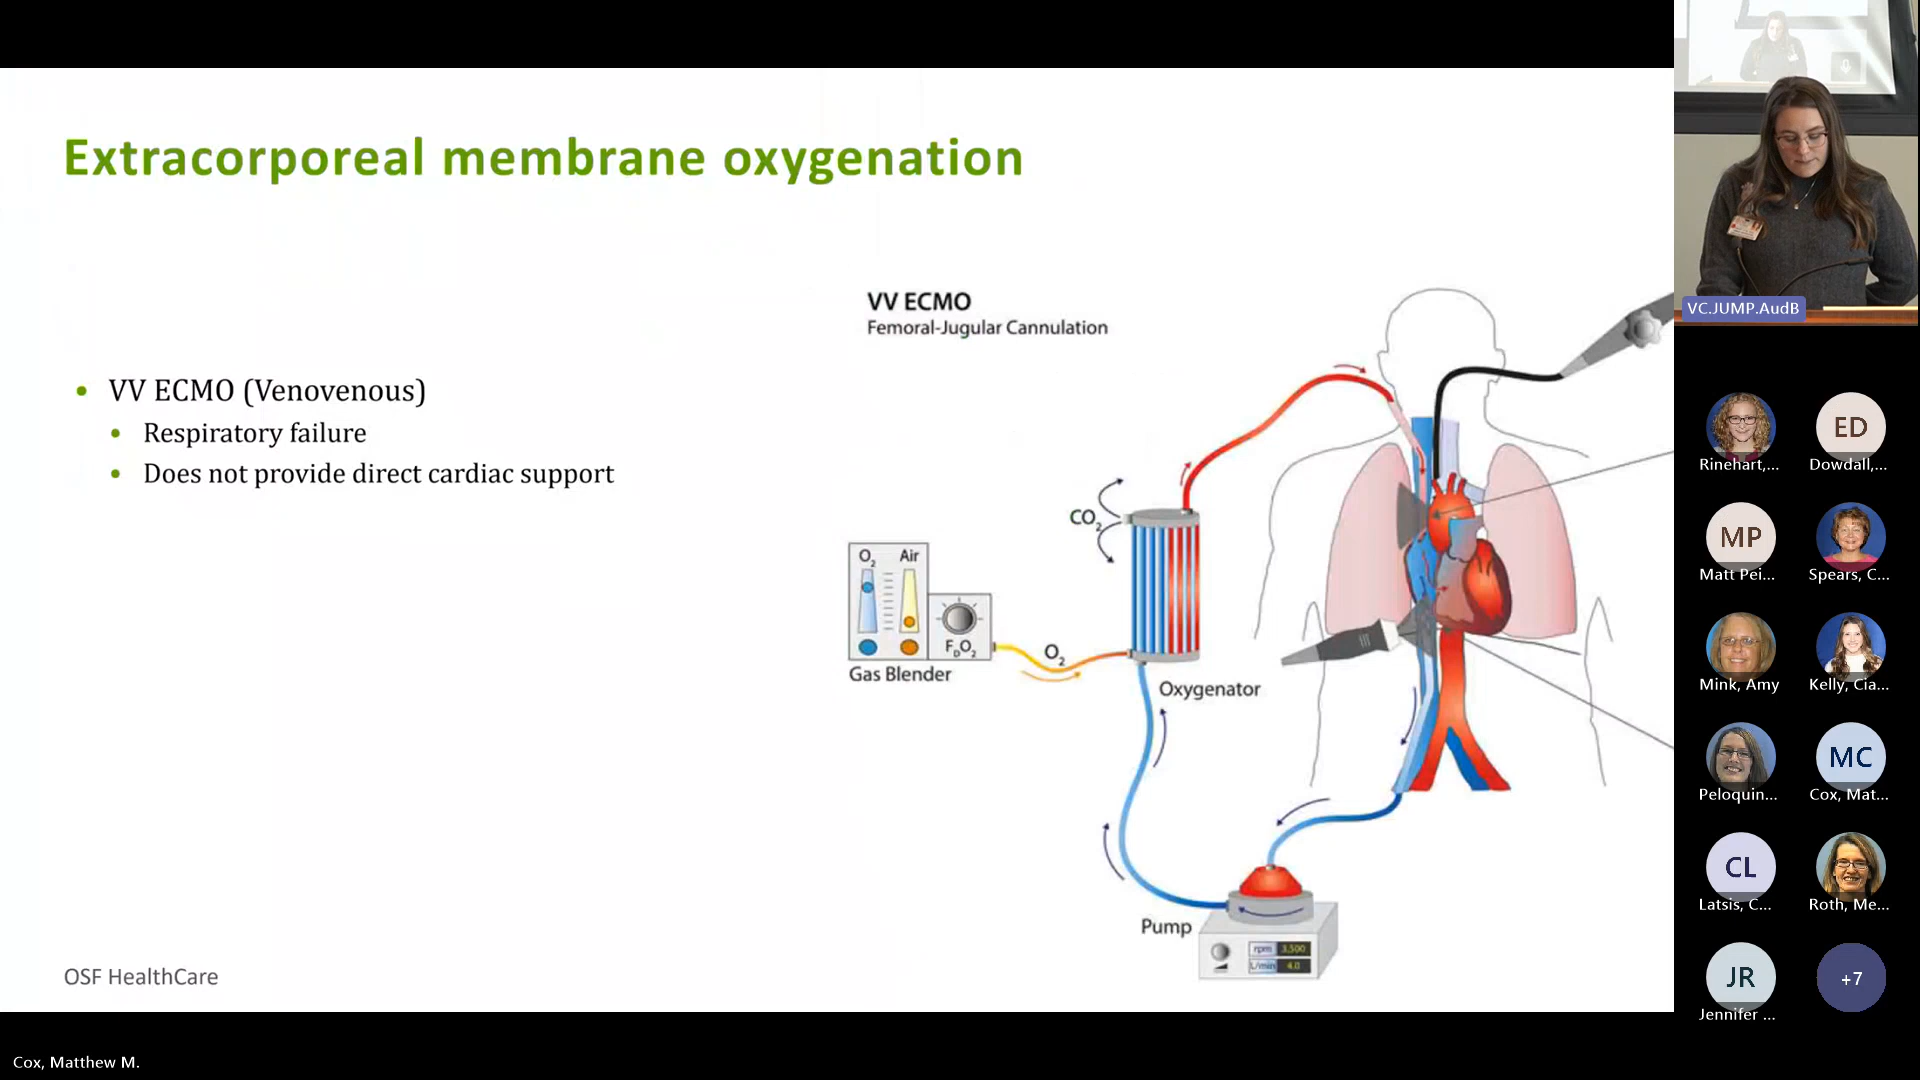 Extracorporeal membrane oxygenation
VV ECMO (Venovenous)
Respiratory failure
Does not provide direct cardiac support
VV ECMO
Femoral-Jugular Cannulation
CO2
O2 Air
FDO2
Gas Blender
O2
Oxygenator
Pump
rpm 3.500
L/min 4.0
OSF HealthCare
Cox, Matthew M.
VC.JUMP.AudB
Rinehart,...
ED
Dowdall,...
MP
Matt Pei...
Spears, C...
Mink, Amy
Kelly, Cia...
Peloquin...
MC
Cox, Mat...
CL
Latsis, C...
Roth, Me...
JR
Jennifer ...
+7